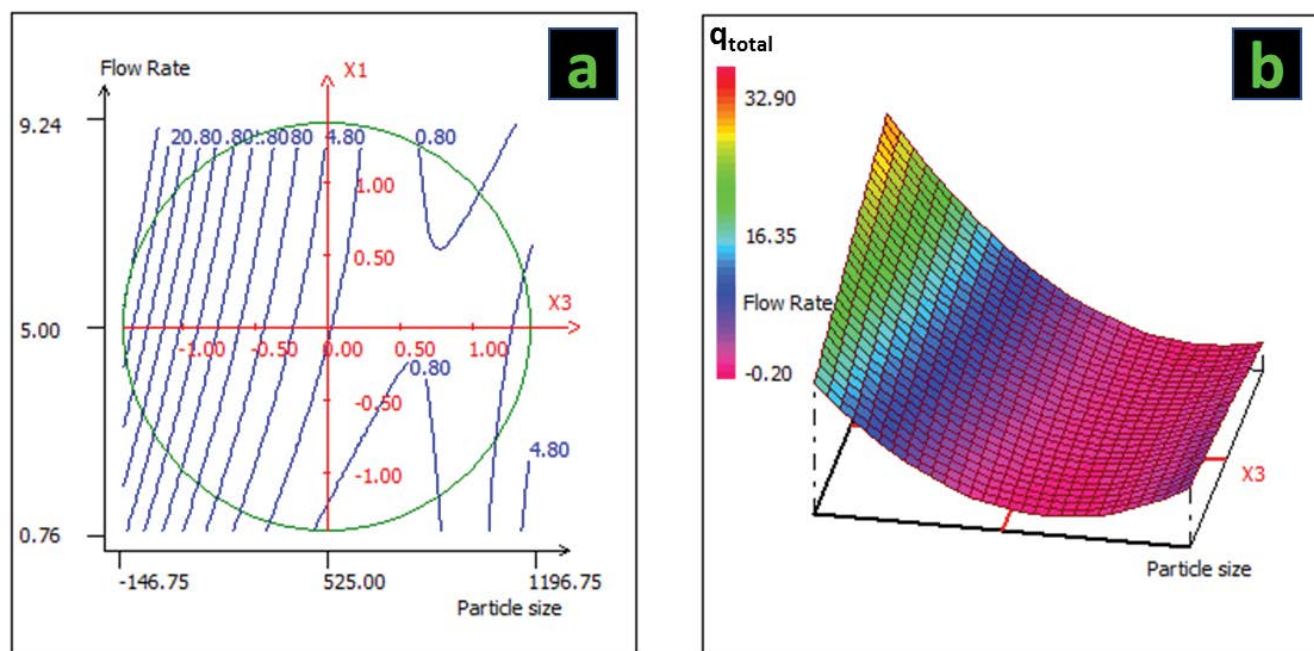 a
Flow Rate
X1
9.24
20.80 .80 .80 .80 4.80 0.80
1.00
0.50
X3
5.00
-1.00 -0.50 0.00 0.50 1.00
0.80
-0.50
4.80
-1.00
0.76
-146.75 525.00 1196.75
Particle size
b
qtotal
32.90
16.35
Flow Rate
-0.20
X3
Particle size